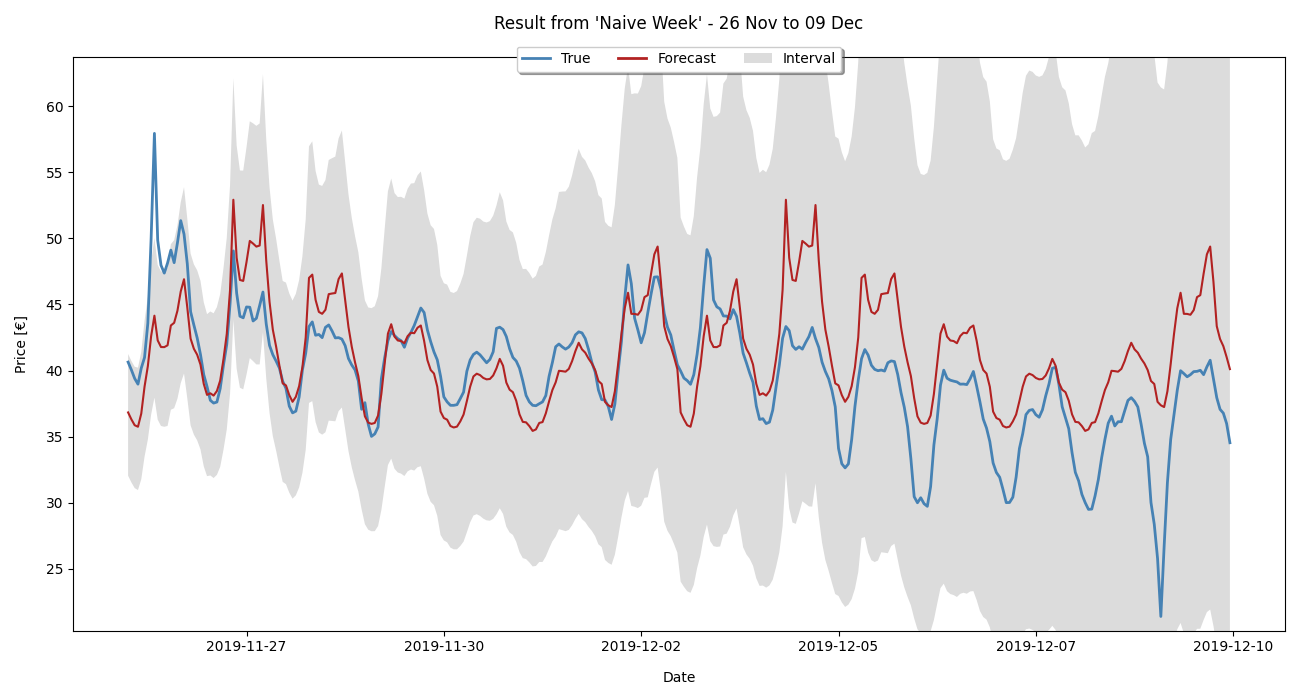 Result from 'Naive Week' - 26 Nov to 09 Dec
True Forecast Interval
Price [€]
60
55
50
45
40
35
30
25
2019-11-27 2019-11-30 2019-12-02 2019-12-05 2019-12-07 2019-12-10
Date